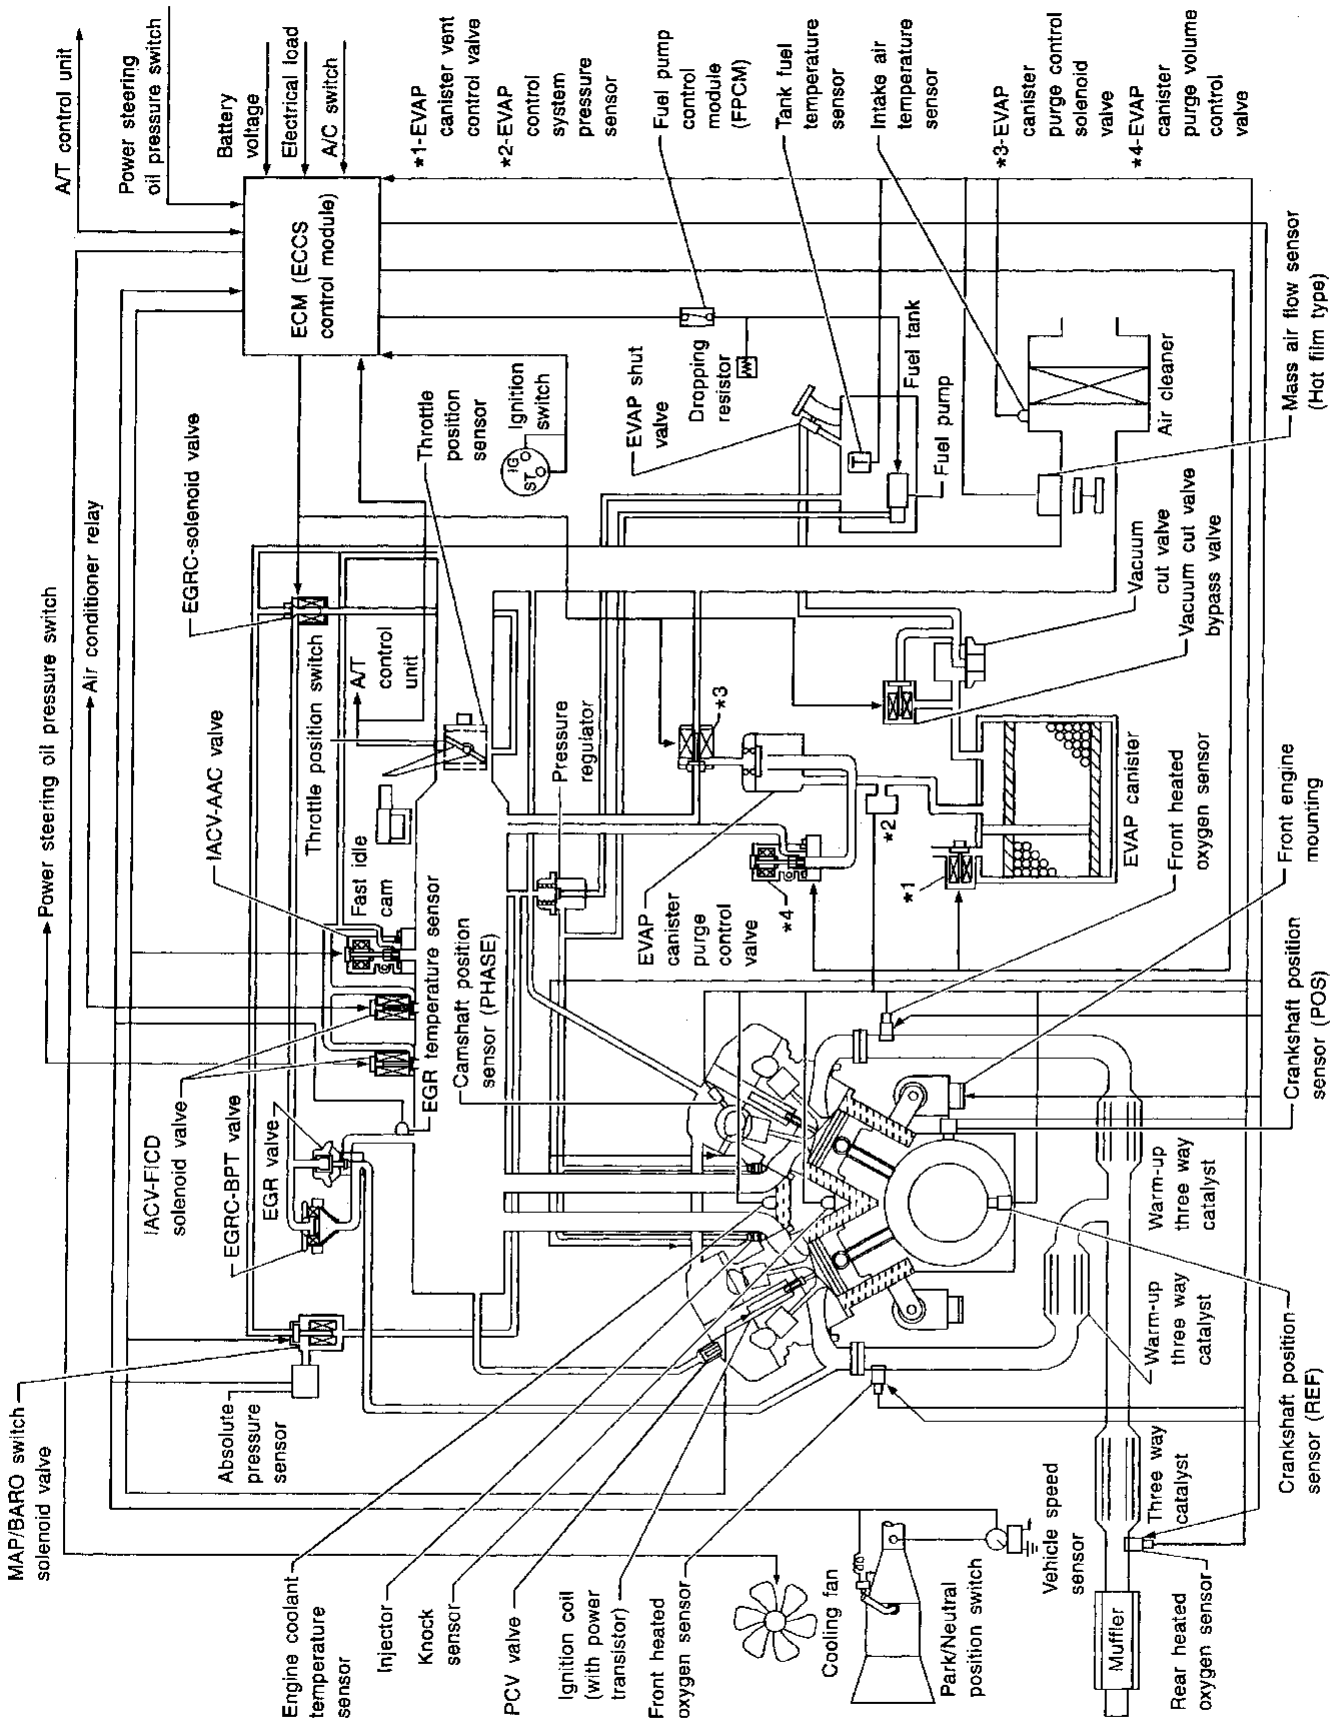 A/T control unit
Power steering
oil pressure switch
Battery
voltage
Electrical load
A/C switch
ECM (ECCS
control module)
*1-EVAP
canister vent
control valve
*2-EVAP
control
system
pressure
sensor
Fuel pump
control
module
(FPCM)
Tank fuel
temperature
sensor
Intake air
temperature
sensor
*3-EVAP
canister
purge control
solenoid
valve
*4-EVAP
canister
purge volume
control
valve
Power steering oil pressure switch
Air conditioner relay
EGRC-solenoid valve
IACV-AAC valve
Throttle position switch
A/T
control
unit
Throttle
position
sensor
IG
ST
Ignition
switch
Dropping
resistor
EVAP shut
valve
T
Fuel tank
Fuel pump
Air cleaner
Mass air flow sensor
(Hot film type)
Vacuum
cut valve
Vacuum cut valve
bypass valve
Fast idle
cam
Pressure
regulator
*3
*2
*4
*1
EVAP
canister
purge
control
valve
EVAP canister
Front heated
oxygen sensor
Front engine
mounting
Crankshaft position
sensor (POS)
IACV-FICD
solenoid valve
EGRC-BPT valve
EGR valve
EGR temperature sensor
Camshaft position
sensor (PHASE)
MAP/BARO switch
solenoid valve
Absolute
pressure
sensor
Engine coolant
temperature
sensor
Injector
Knock
sensor
PCV valve
Ignition coil
(with power
transistor)
Front heated
oxygen sensor
Cooling fan
Park/Neutral
position switch
Vehicle speed
sensor
Muffler
Rear heated
oxygen sensor
Three way
catalyst
Warm-up
three way
catalyst
Warm-up
three way
catalyst
Crankshaft position
sensor (REF)